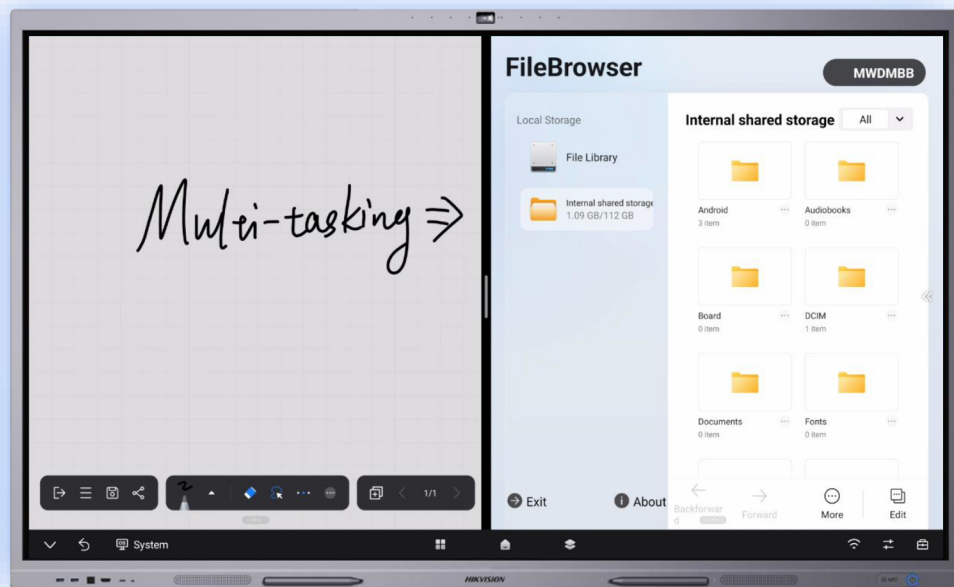 FileBrowser
MWDMBB
Local Storage
File Library
Internal shared storage
1.09 GB/112 GB
Internal shared storage
All
Android
3 item
Audiobooks
0 item
Board
0 item
DCIM
1 item
Documents
0 item
Fonts
0 item
Multi-tasking ⇒
1/1
Exit
About
Backforwar
d
Forward
More
Edit
OS
System
HIKVISION